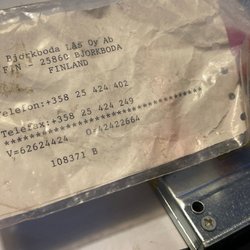 Björkboda Lås Oy Ab
FIN - 25860 BJÖRKBODA
FINLAND
Telefon:+358 25 424 402
Telefax:+358 25 424 249
**********************************
V=62624424 O=42422664
108371 B